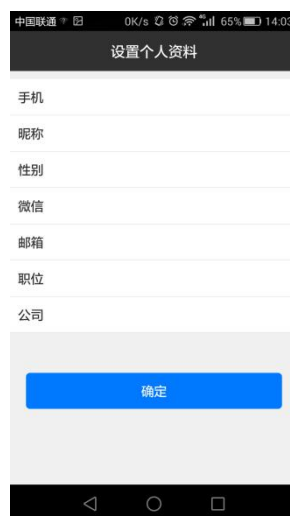 中国联通 0K/s 65% 14:03
设置个人资料
手机
昵称
性别
微信
邮箱
职位
公司
确定